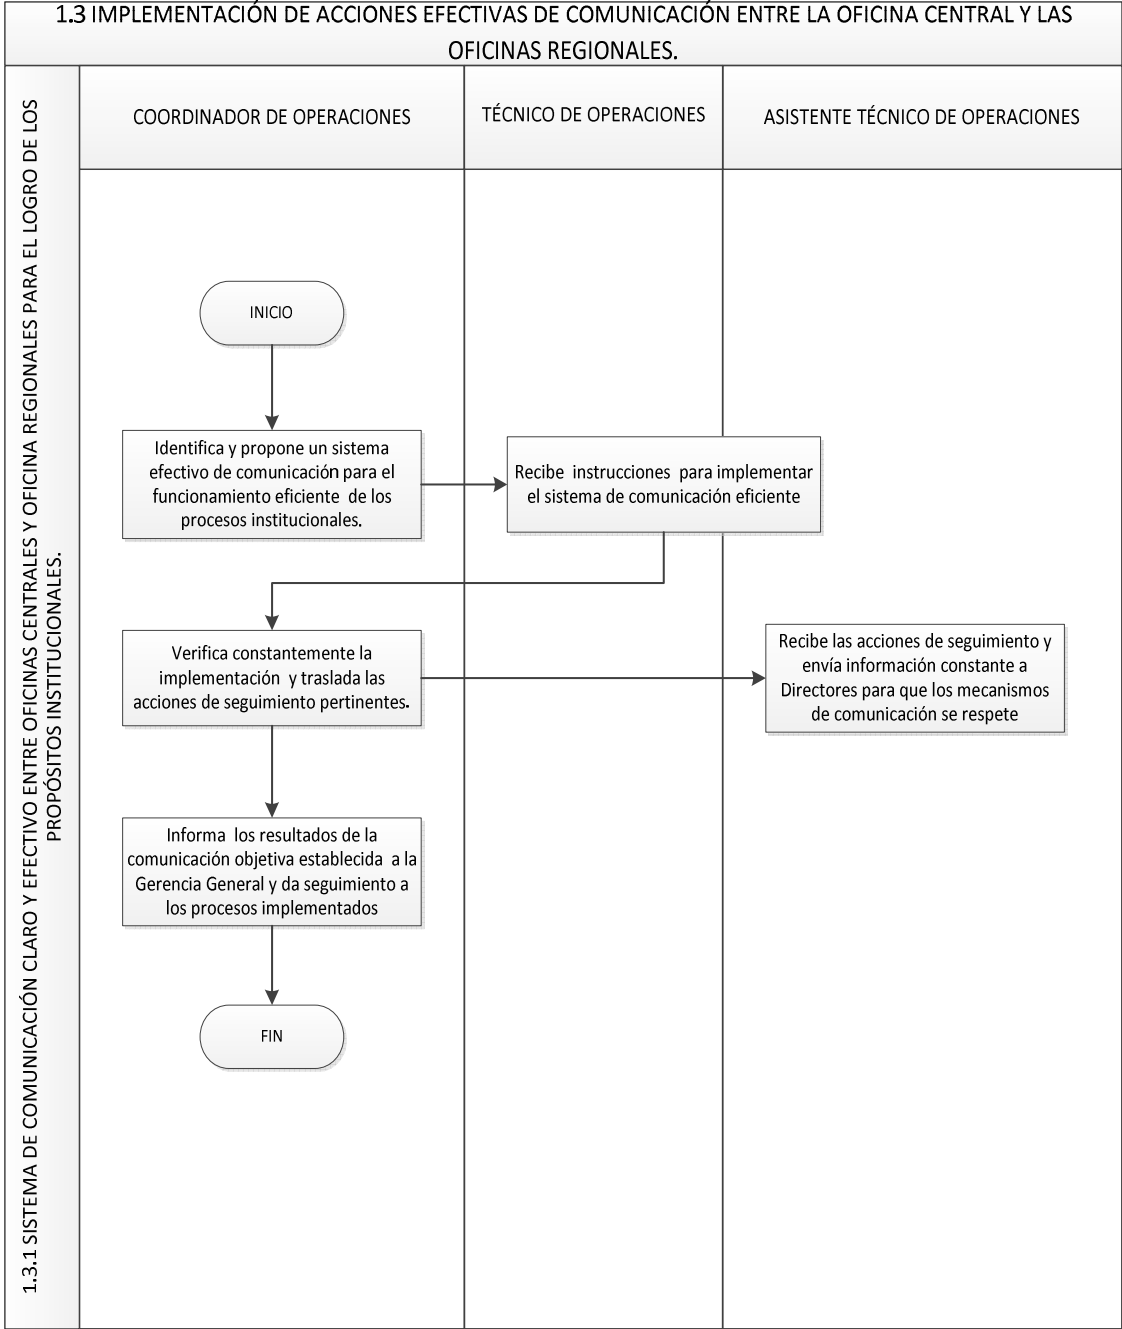 1.3 IMPLEMENTACIÓN DE ACCIONES EFECTIVAS DE COMUNICACIÓN ENTRE LA OFICINA CENTRAL Y LAS
OFICINAS REGIONALES.
1.3.1 SISTEMA DE COMUNICACIÓN CLARO Y EFECTIVO ENTRE OFICINAS CENTRALES Y OFICINA REGIONALES PARA EL LOGRO DE LOS
PROPÓSITOS INSTITUCIONALES.
COORDINADOR DE OPERACIONES
TÉCNICO DE OPERACIONES
ASISTENTE TÉCNICO DE OPERACIONES
INICIO
Identifica y propone un sistema
efectivo de comunicación para el
funcionamiento eficiente de los
procesos institucionales.
Recibe instrucciones para implementar
el sistema de comunicación eficiente
Verifica constantemente la
implementación y traslada las
acciones de seguimiento pertinentes.
Recibe las acciones de seguimiento y
envía información constante a
Directores para que los mecanismos
de comunicación se respete
Informa los resultados de la
comunicación objetiva establecida a la
Gerencia General y da seguimiento a
los procesos implementados
FIN